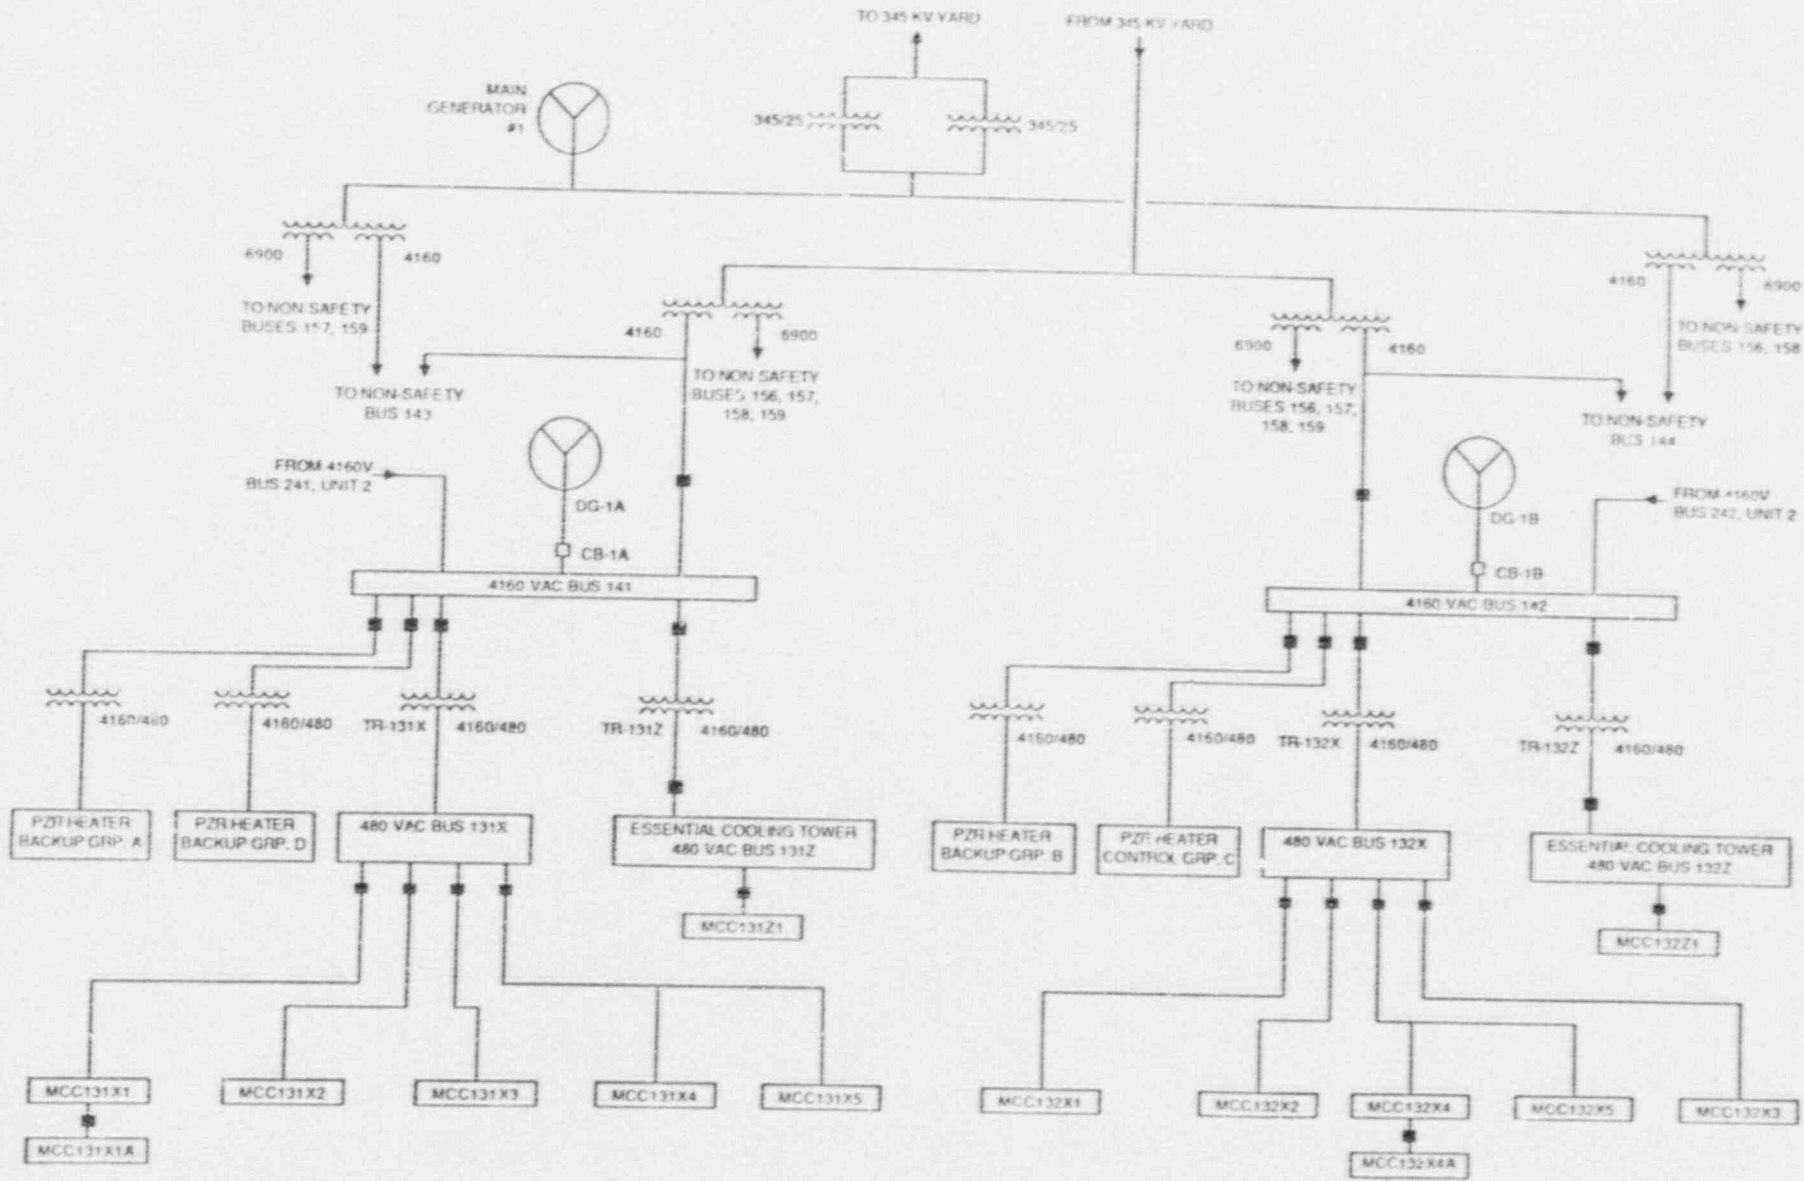 TO 345 KV YARD
FROM 345 KV YARD
MAIN
GENERATOR
#1
345/25
345/25
6900
4160
TO NON-SAFETY
BUSES 157, 159
4160
6900
TO NON-SAFETY
BUS 143
TO NON SAFETY
BUSES 156, 157,
158, 159
6900
4160
TO NON-SAFETY
BUSES 156, 157,
158, 159
4160
6900
TO NON-SAFETY
BUSES 156, 158
TO NON-SAFETY
BUS 144
FROM 4160V
BUS 241, UNIT 2
DG-1A
CB-1A
4160 VAC BUS 141
DG-1B
CB-1B
FROM 4160V
BUS 242, UNIT 2
4160 VAC BUS 142
4160/480
4160/480
TR-131X
4160/480
TR-131Z
4160/480
4160/480
4160/480
TR-132X
4160/480
TR-132Z
4160/480
PZR HEATER
BACKUP GRP. A
PZR HEATER
BACKUP GRP. D
480 VAC BUS 131X
ESSENTIAL COOLING TOWER
480 VAC BUS 131Z
PZR HEATER
BACKUP GRP. B
PZR HEATER
CONTROL GRP. C
480 VAC BUS 132X
ESSENTIAL COOLING TOWER
480 VAC BUS 132Z
MCC131Z1
MCC132Z1
MCC131X1
MCC131X2
MCC131X3
MCC131X4
MCC131X5
MCC132X1
MCC132X2
MCC132X4
MCC132X5
MCC132X3
MCC131X1A
MCC132X4A